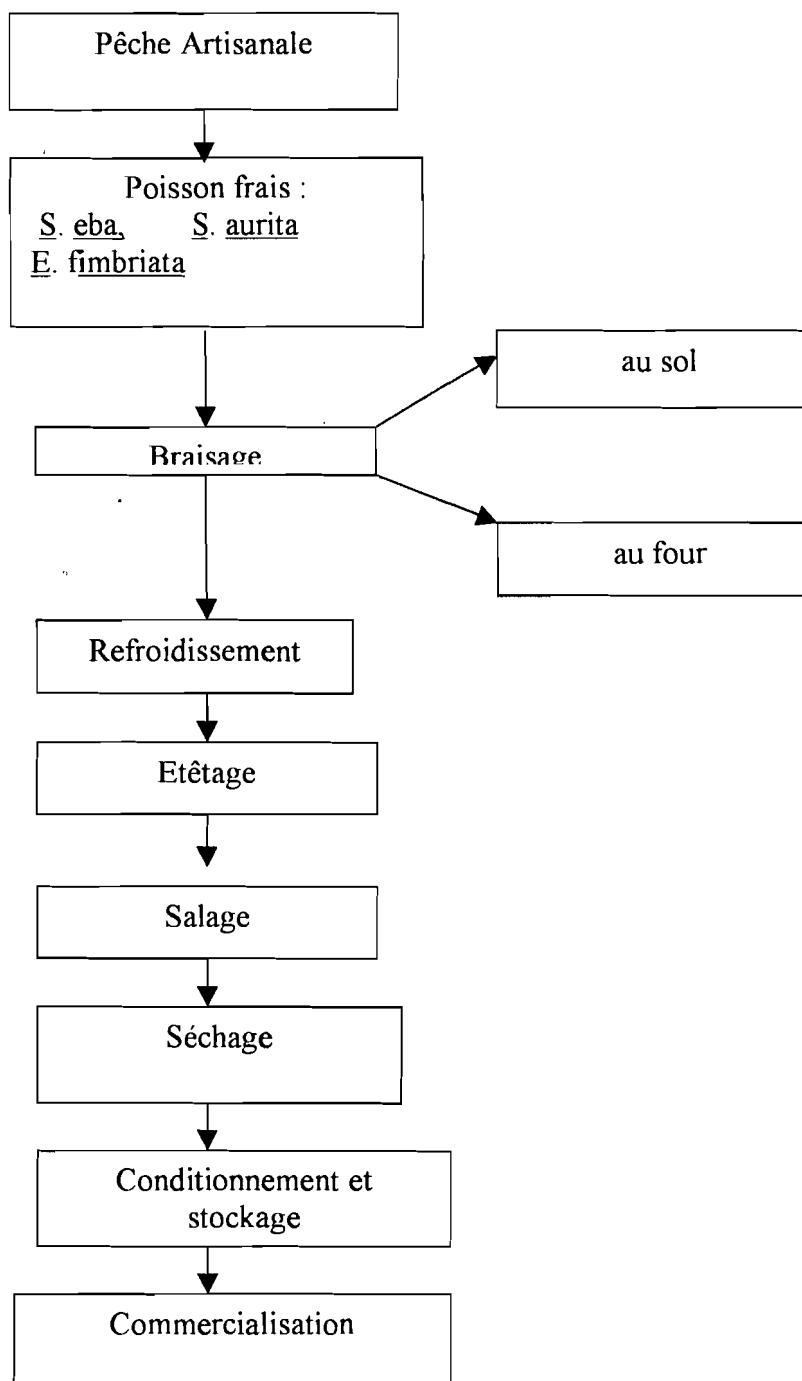 Pêche Artisanale
Poisson frais :
S. eba, S. aurita
E. fimbriata
au sol
Braisage
au four
Refroidissement
Etêtage
Salage
Séchage
Conditionnement et
stockage
Commercialisation